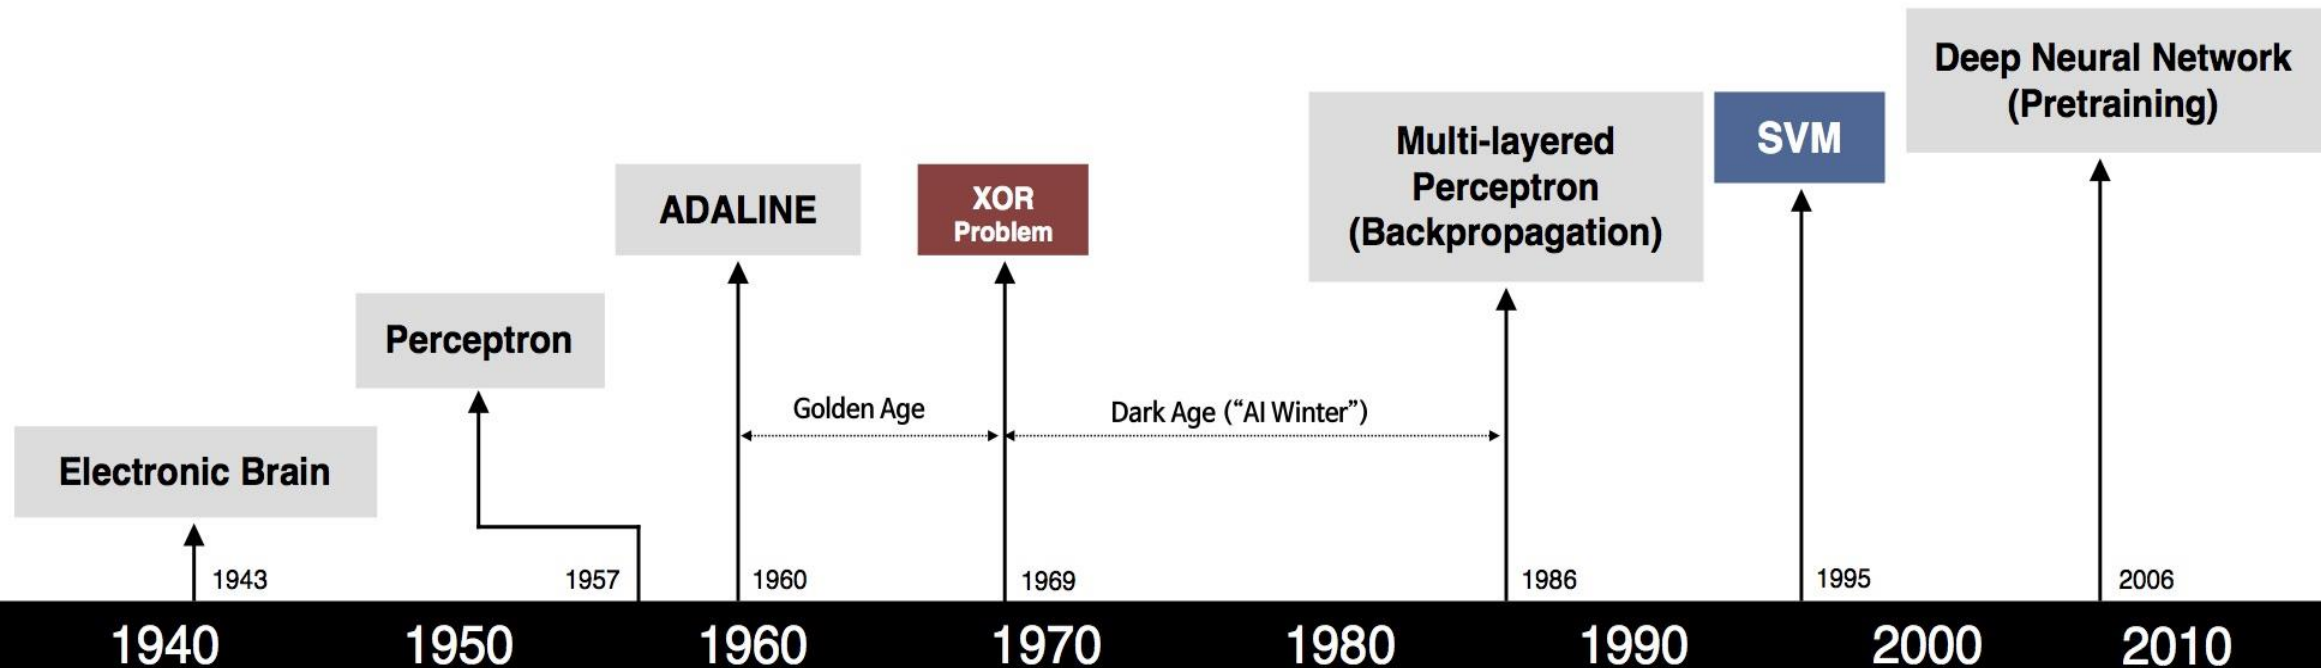 Deep Neural Network
(Pretraining)
Multi-layered
Perceptron
(Backpropagation)
SVM
ADALINE
XOR
Problem
Perceptron
Golden Age
Dark Age (“AI Winter”)
Electronic Brain
1943
1957
1960
1969
1986
1995
2006
1940
1950
1960
1970
1980
1990
2000
2010